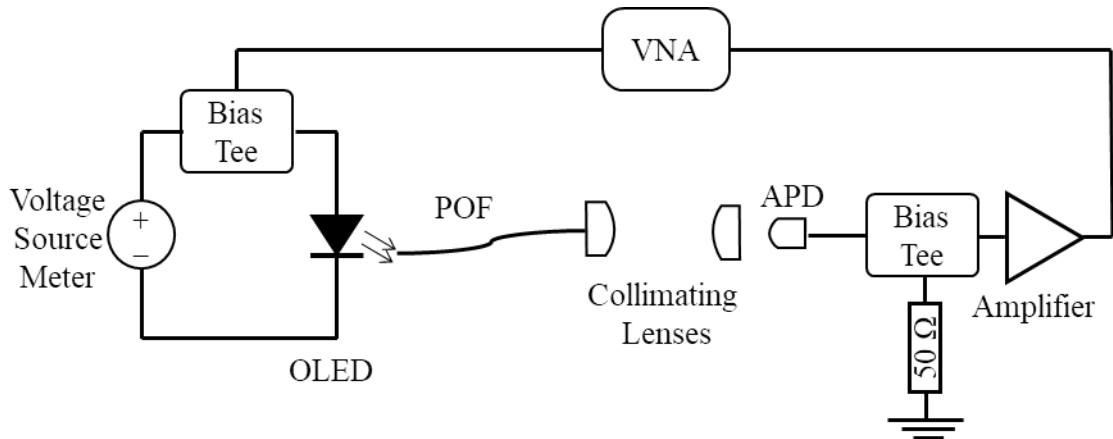 VNA
Bias
Tee
Voltage
Source
Meter
+
−
OLED
POF
Collimating
Lenses
APD
Bias
Tee
Amplifier
50 Ω